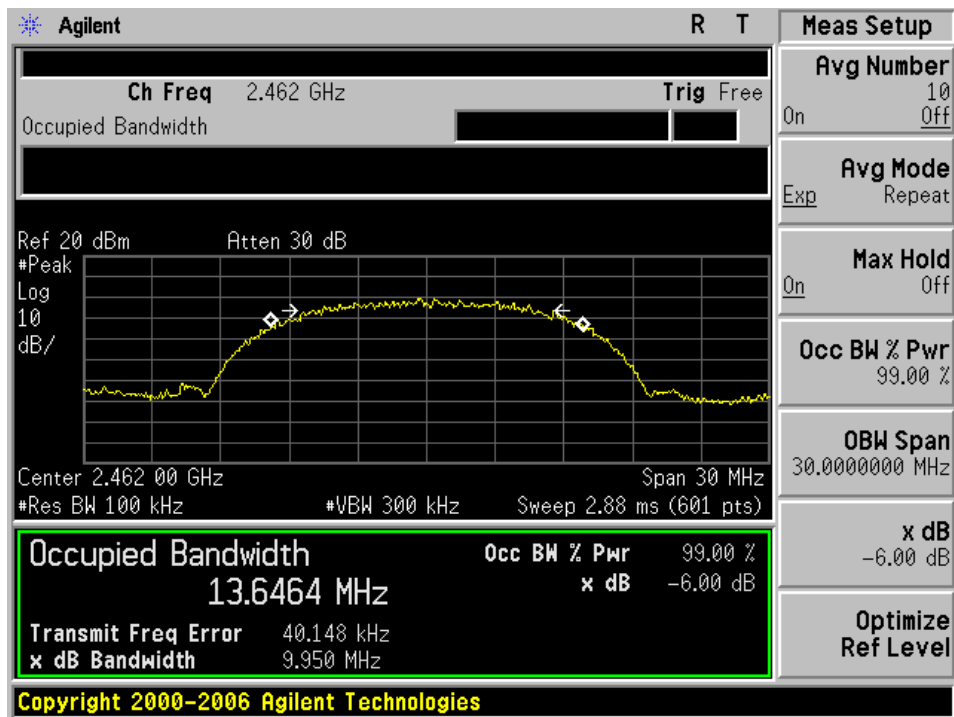 Agilent R T
Ch Freq 2.462 GHz Trig Free
Occupied Bandwidth
Ref 20 dBm Atten 30 dB
#Peak
Log
10
dB/
Center 2.462 00 GHz Span 30 MHz
#Res BW 100 kHz #VBW 300 kHz Sweep 2.88 ms (601 pts)
Occupied Bandwidth
13.6464 MHz
Occ BW % Pwr 99.00 %
x dB -6.00 dB
Transmit Freq Error 40.148 kHz
x dB Bandwidth 9.950 MHz
Copyright 2000-2006 Agilent Technologies
Meas Setup
Avg Number
10
On Off
Avg Mode
Exp Repeat
Max Hold
On Off
Occ BW % Pwr
99.00 %
OBW Span
30.0000000 MHz
x dB
-6.00 dB
Optimize
Ref Level